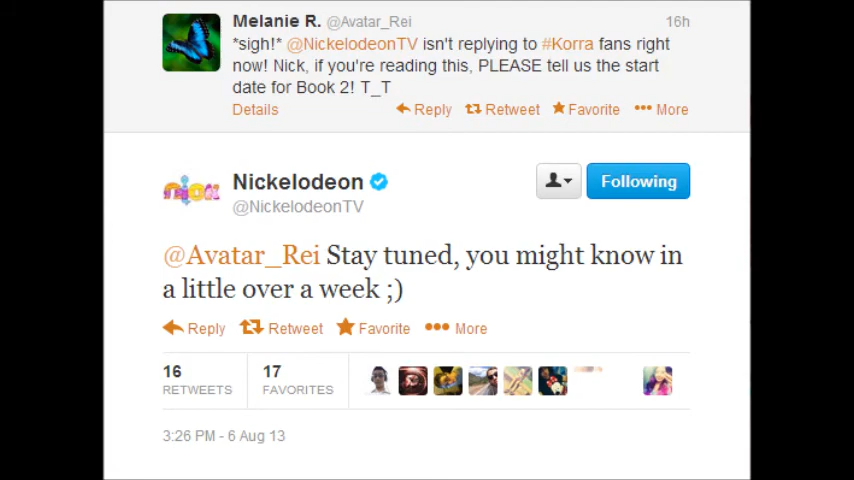 Melanie R. @Avatar_Rei 16h
*sigh!* @NickelodeonTV isn't replying to #Korra fans right
now! Nick, if you're reading this, PLEASE tell us the start
date for Book 2! T_T
Details Reply Retweet Favorite More
nick
Nickelodeon
Following
@NickelodeonTV
@Avatar_Rei Stay tuned, you might know in
a little over a week ;)
Reply Retweet Favorite More
16 17
RETWEETS FAVORITES
3:26 PM - 6 Aug 13